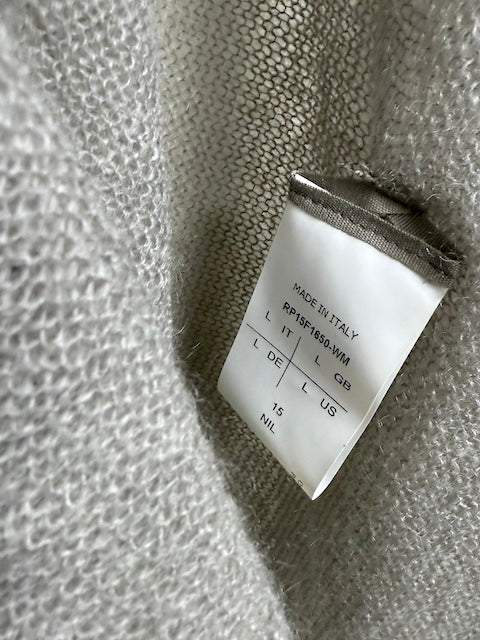 MADE IN ITALY
RP15F1650-WM
L IT L GB
L DE L US
15
NIL